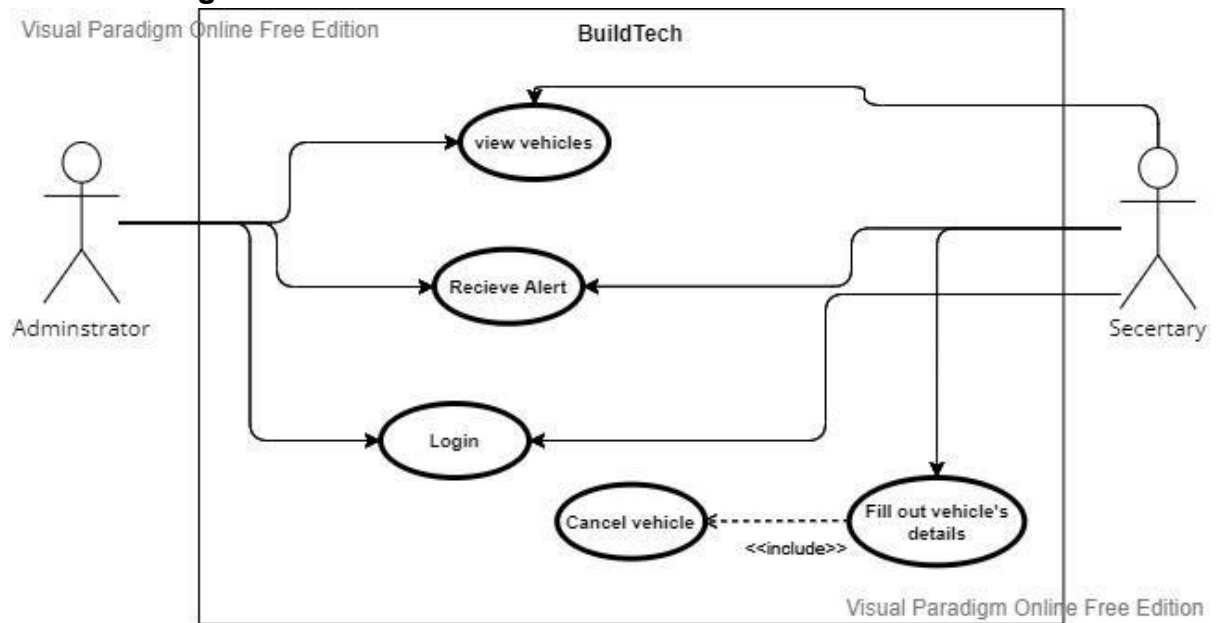 Visual Paradigm Online Free Edition
BuildTech
view vehicles
Recieve Alert
Adminstrator
Secertary
Login
Cancel vehicle
Fill out vehicle's
details
<<include>>
Visual Paradigm Online Free Edition